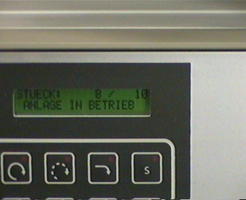 STUECK: 8 / 10
ANLAGE IN BETRIEB
S